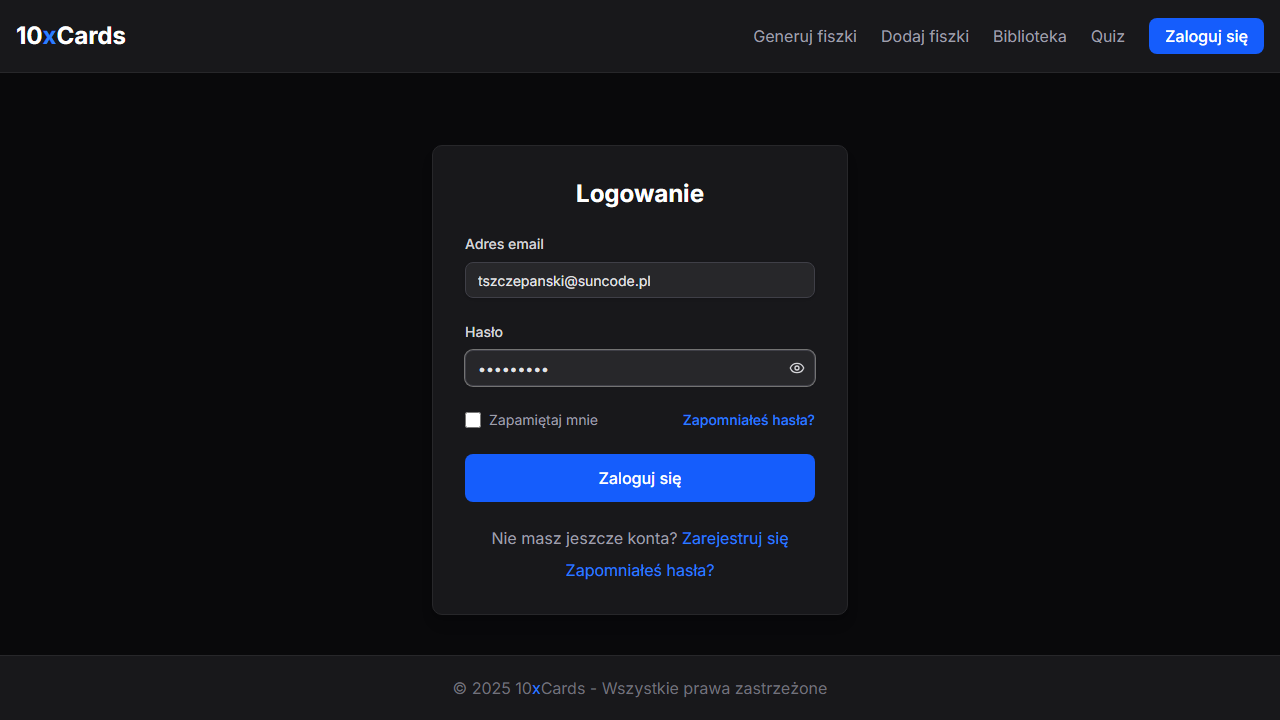 10xCards
Generuj fiszki
Dodaj fiszki
Biblioteka
Quiz
Zaloguj się
Logowanie
Adres email
tszczepanski@suncode.pl
Hasło
•••••••••
Zapamiętaj mnie
Zapomniałeś hasła?
Zaloguj się
Nie masz jeszcze konta? Zarejestruj się
Zapomniałeś hasła?
© 2025 10xCards - Wszystkie prawa zastrzeżone